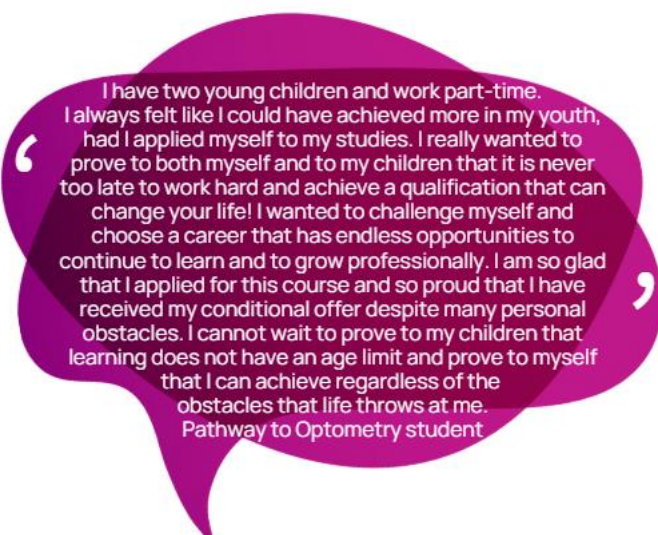 I have two young children and work part-time.
I always felt like I could have achieved more in my youth,
had I applied myself to my studies. I really wanted to
prove to both myself and to my children that it is never
too late to work hard and achieve a qualification that can
change your life! I wanted to challenge myself and
choose a career that has endless opportunities to
continue to learn and to grow professionally. I am so glad
that I applied for this course and so proud that I have
received my conditional offer despite many personal
obstacles. I cannot wait to prove to my children that
learning does not have an age limit and prove to myself
that I can achieve regardless of the
obstacles that life throws at me.
Pathway to Optometry student